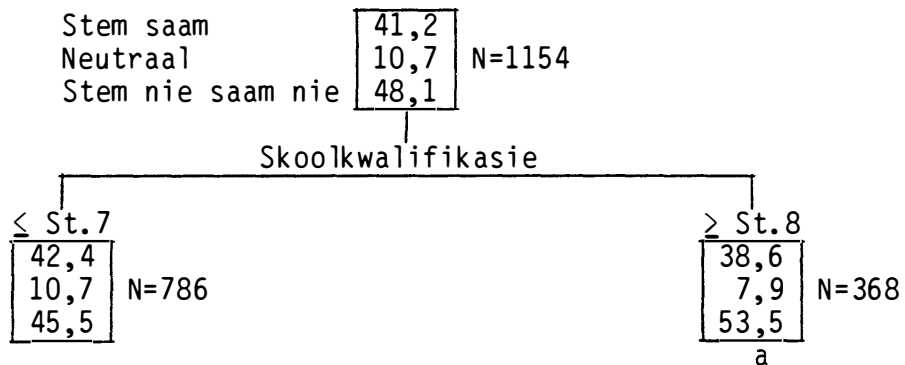 Stem saam 41,2
Neutraal 10,7 N=1154
Stem nie saam nie 48,1
Skoolkwalifikasie
≤ St.7 ≥ St.8
42,4 38,6
10,7 N=786 7,9 N=368
45,5 53,5
a